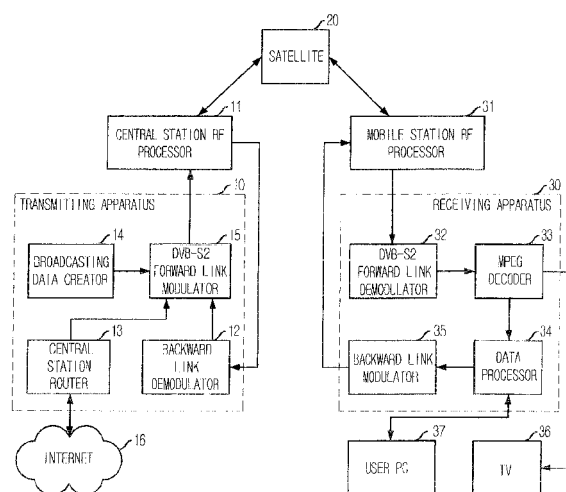 20
SATELLITE
11
CENTRAL STATION RF
PROCESSOR
31
MOBILE STATION RF
PROCESSOR
10
TRANSMITTING APPARATUS
14
BROADCASTING
DATA CREATOR
15
DVB-S2
FORWARD LINK
MODULATOR
13
CENTRAL
STATION
ROUTER
12
BACKWARD
LINK
DEMODULATOR
16
INTERNET
30
RECEIVING APPARATUS
32
DVB-S2
FORWARD LINK
DEMODULATOR
33
MPEG
DECODER
35
BACKWARD LINK
MODULATOR
34
DATA
PROCESSOR
37
USER PC
36
TV